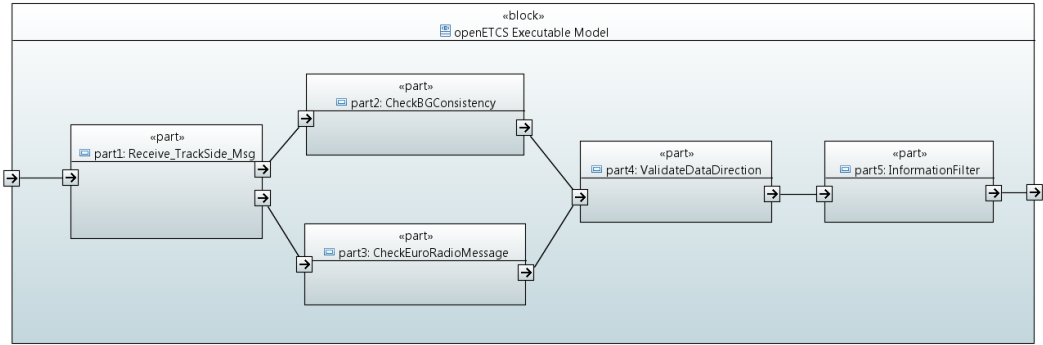 «block»
openETCS Executable Model
«part»
part1: Receive_TrackSide_Msg
«part»
part2: CheckBGConsistency
«part»
part3: CheckEuroRadioMessage
«part»
part4: ValidateDataDirection
«part»
part5: InformationFilter